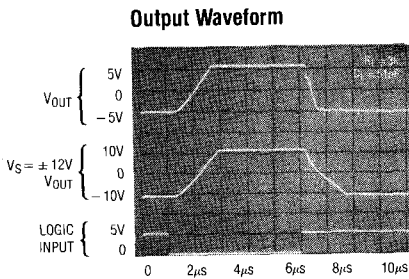 Output Waveform
5V
VOUT 0
−5V
10V
VS = ± 12V
VOUT 0
−10V
LOGIC 5V
INPUT 0
0 2μs 4μs 6μs 8μs 10μs